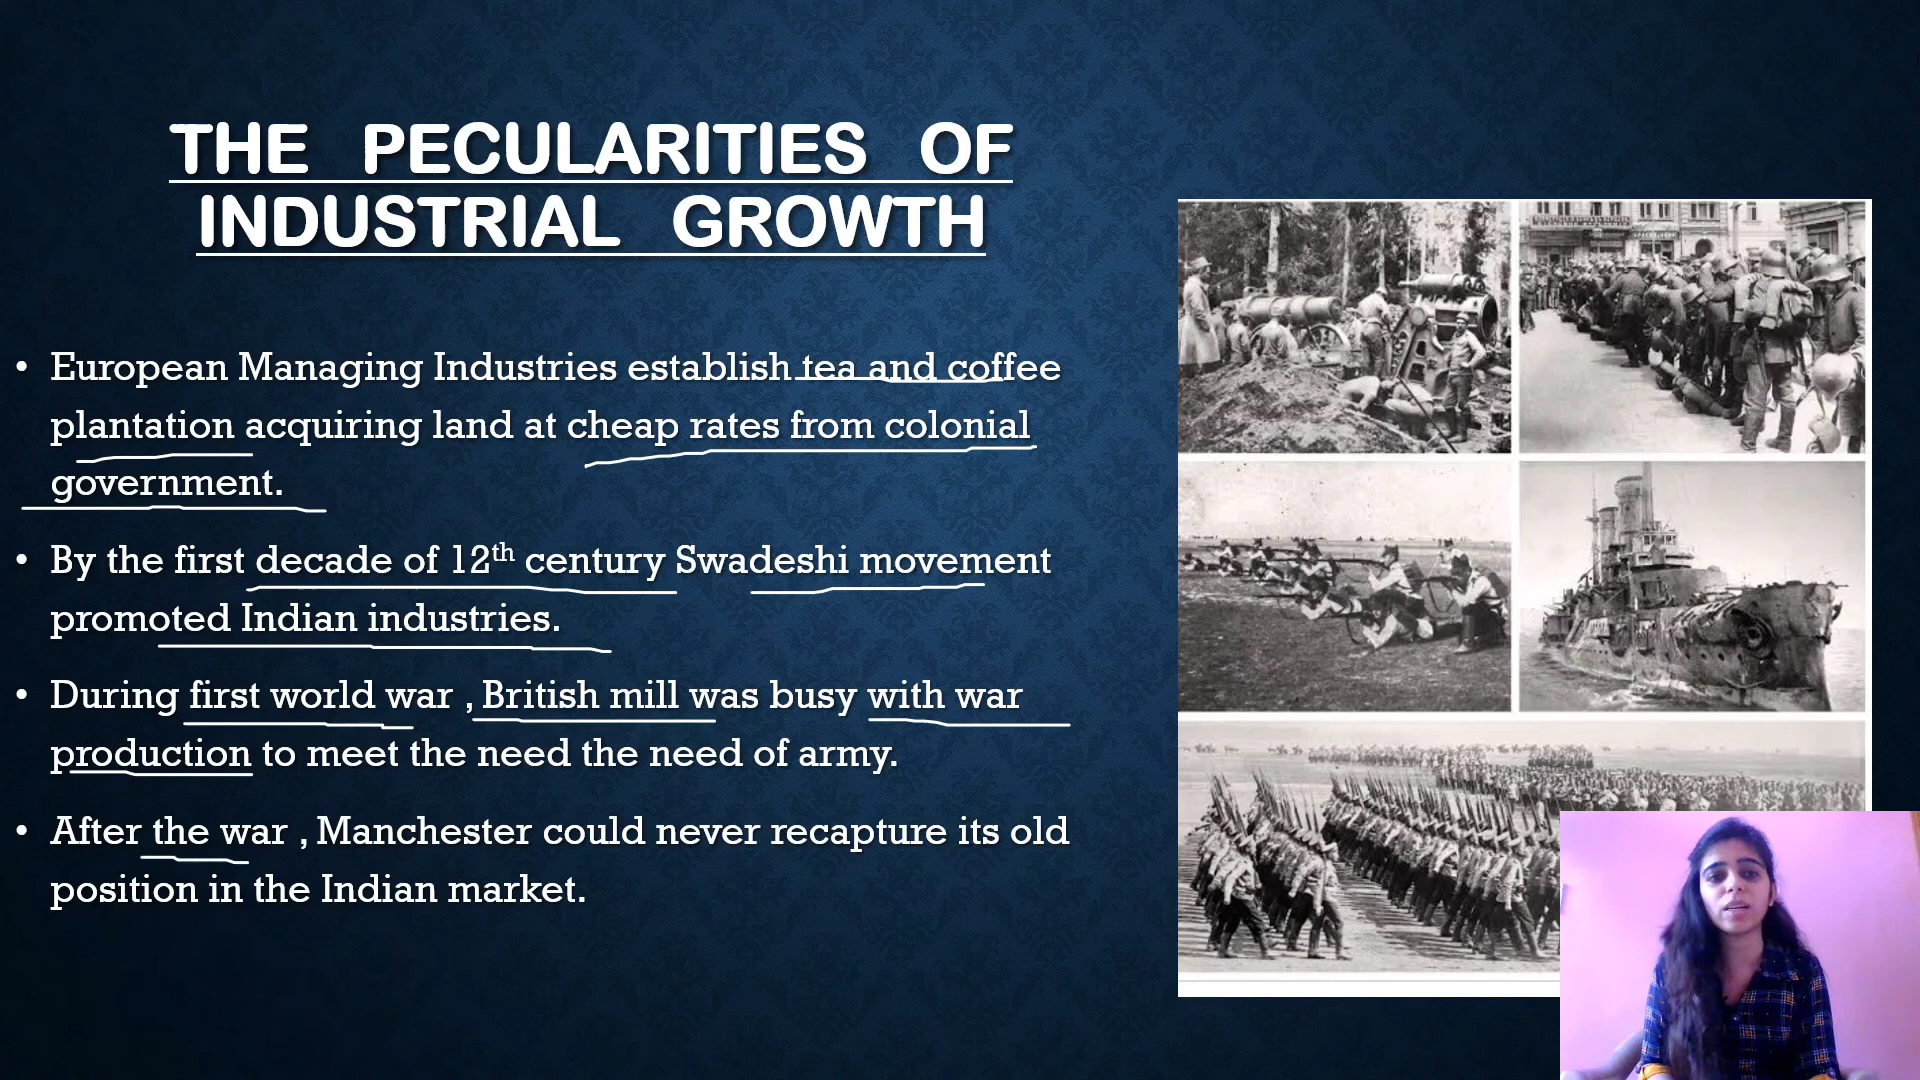 THE PECULARITIES OF
INDUSTRIAL GROWTH
• European Managing Industries establish tea and coffee
plantation acquiring land at cheap rates from colonial
government.
• By the first decade of 12th century Swadeshi movement
promoted Indian industries.
• During first world war , British mill was busy with war
production to meet the need the need of army.
• After the war , Manchester could never recapture its old
position in the Indian market.